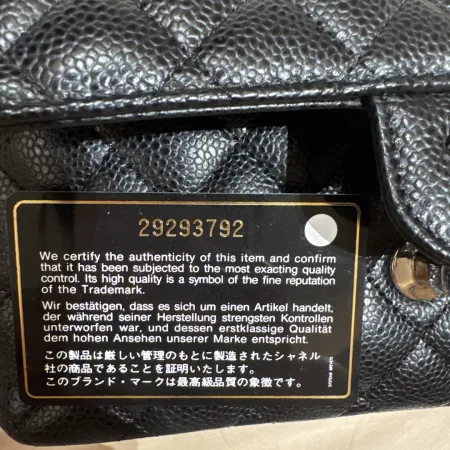 29293792
We certify the authenticity of this item and confirm
that it has been subjected to the most exacting quality
control. Its high quality is a symbol of the fine reputation
of the Trademark.
Wir bestätigen, dass es sich um einen Artikel handelt,
der während seiner Herstellung strengsten Kontrollen
unterworfen war, und dessen erstklassige Qualität
dem hohen Ansehen unserer Marke entspricht.
この製品は厳しい管理のもとに製造されたシャネル
社の商品であることを証明いたします。
このブランド・マークは最高級品質の象徴です。